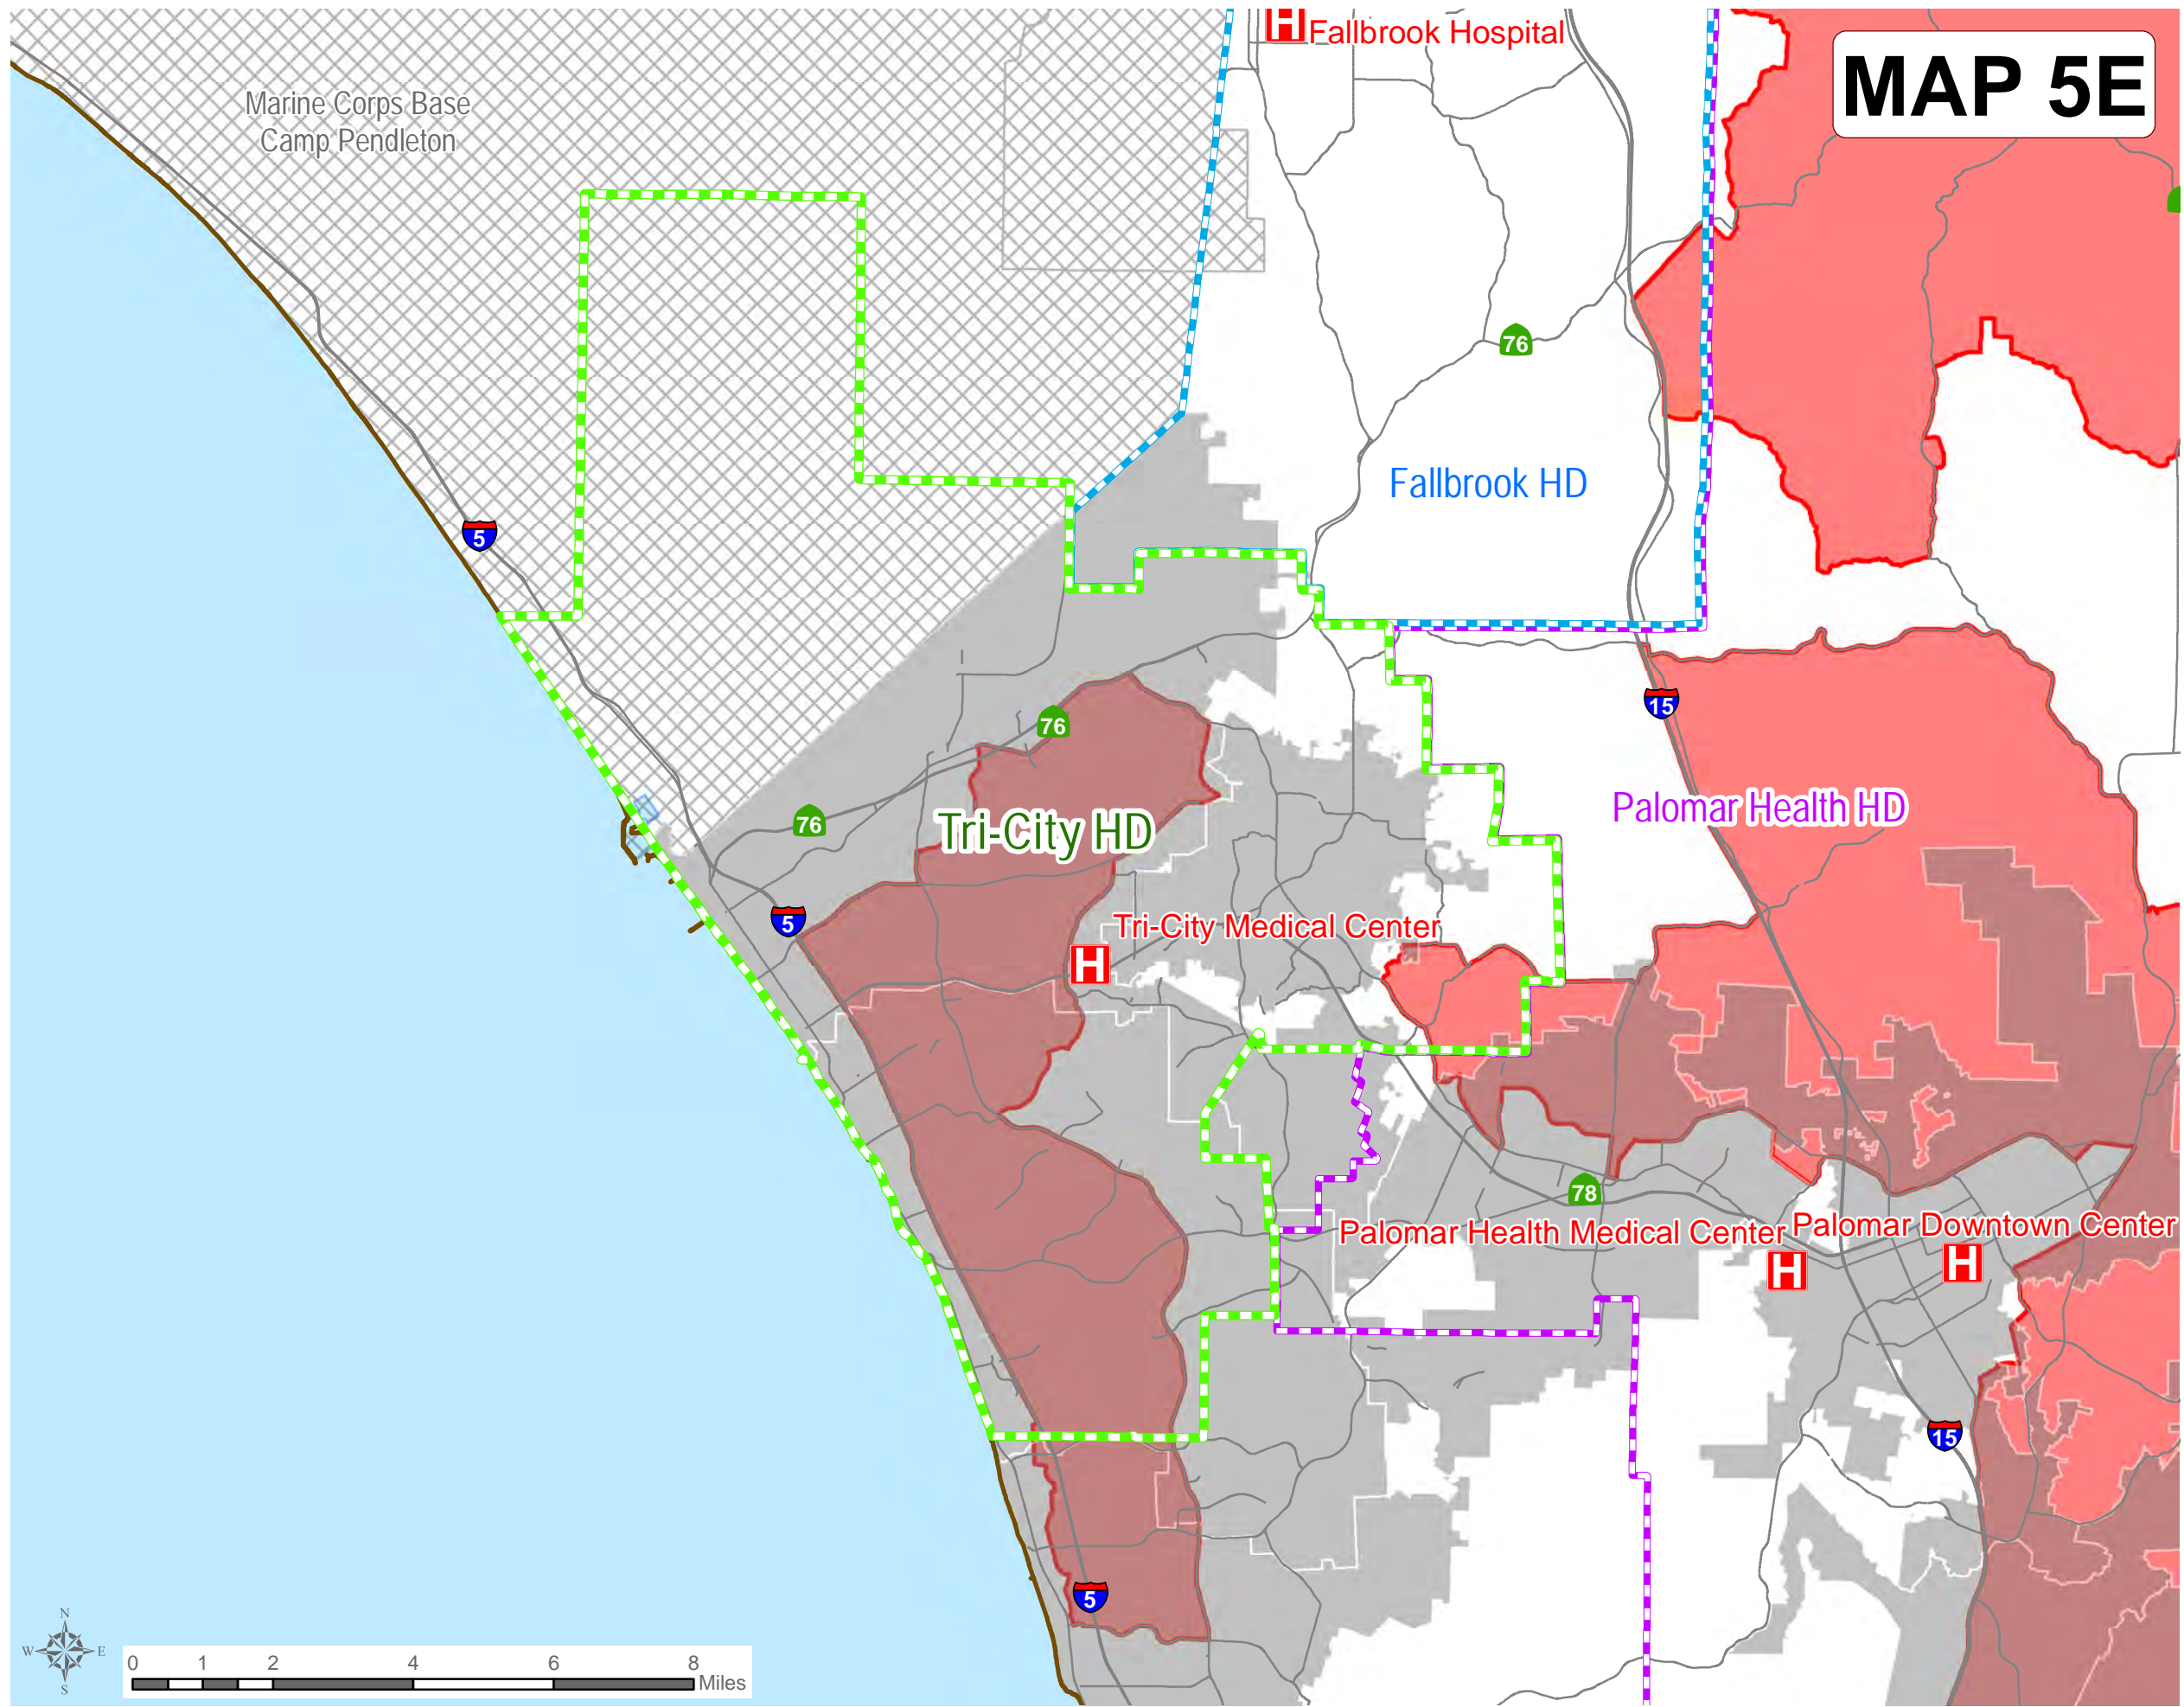 H Fallbrook Hospital
MAP 5E
Marine Corps Base
Camp Pendleton
76
Fallbrook HD
5
15
76
Palomar Health HD
76
Tri-City HD
5
Tri-City Medical Center
H
78
Palomar Health Medical Center
Palomar Downtown Center
H
H
15
5
N
W E
S
0 1 2 4 6 8
Miles